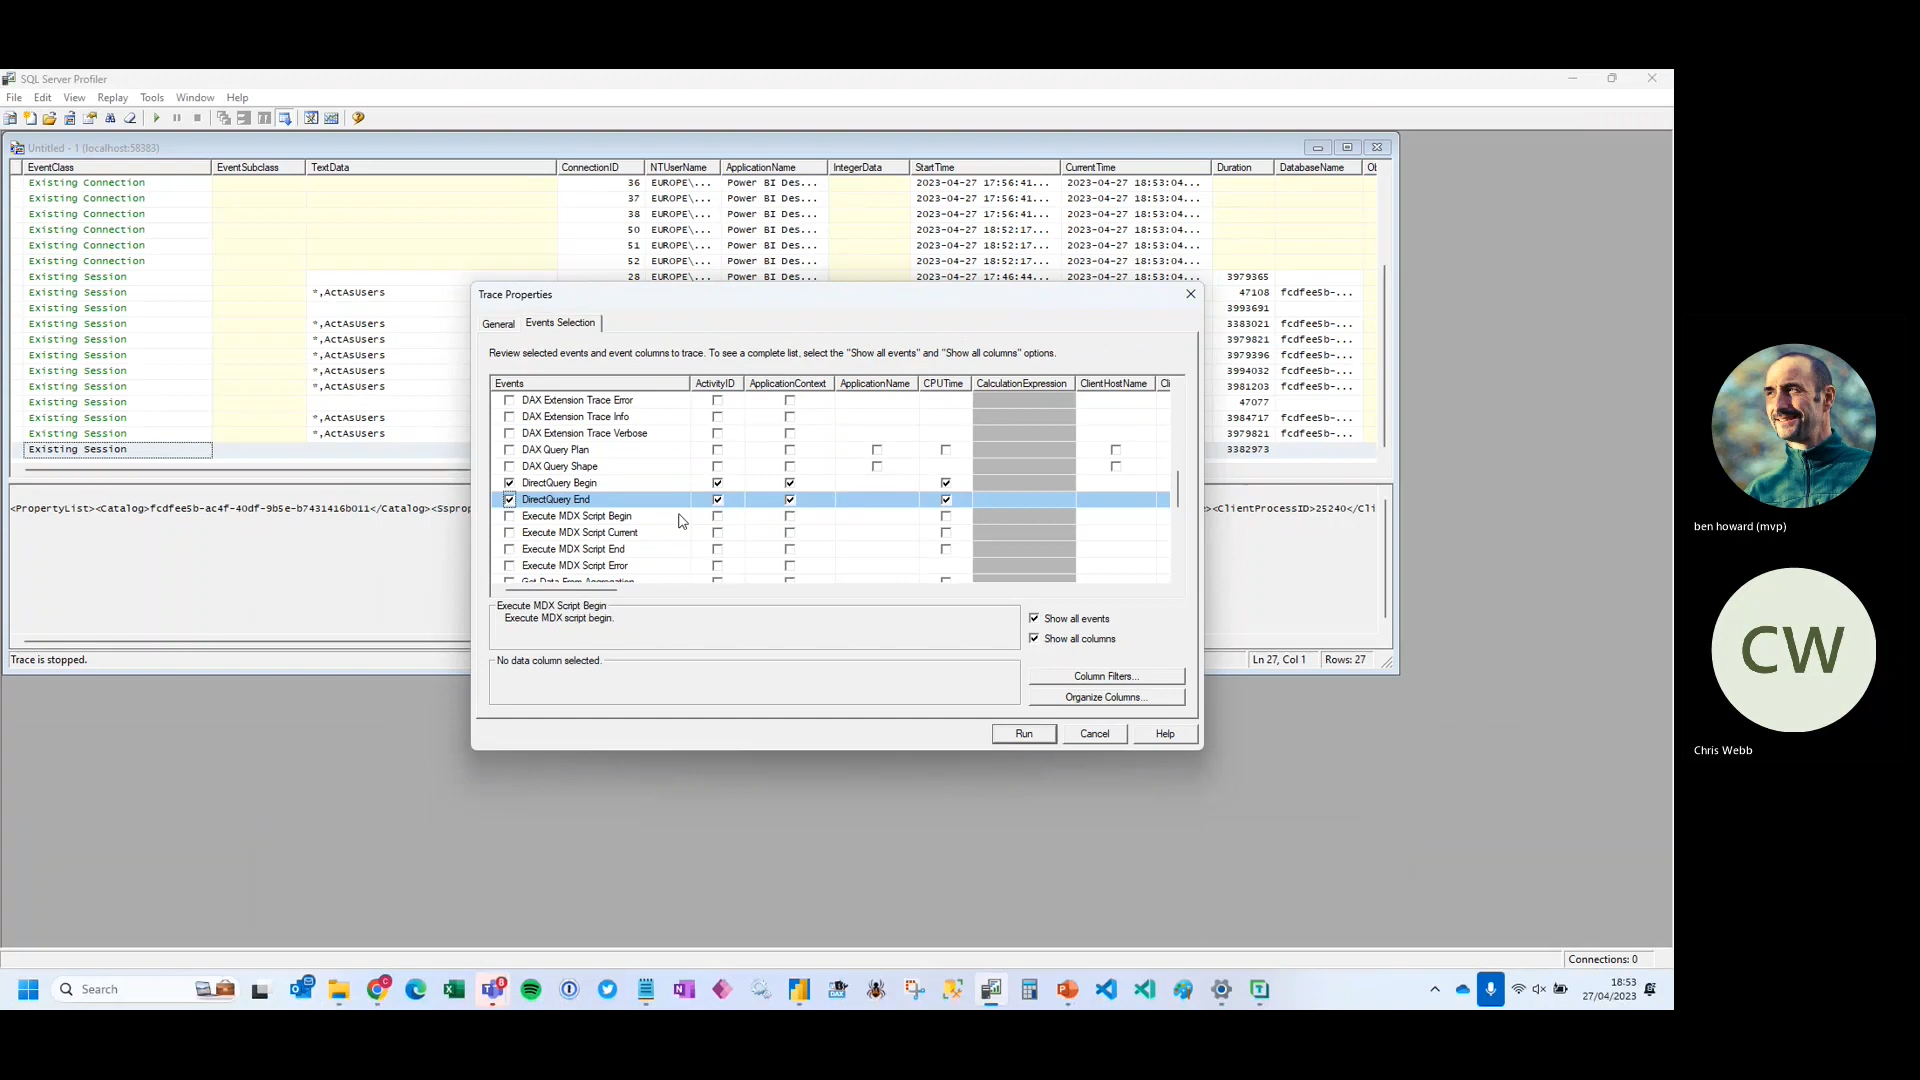 SQL Server Profiler
File Edit View Replay Tools Window Help
Untitled - 1 (localhost:58383)
EventClass EventSubclass TextData ConnectionID NTUserName ApplicationName IntegerData StartTime CurrentTime Duration DatabaseName
Existing Connection 36 EUROPE\... Power BI Des... 2023-04-27 17:56:41... 2023-04-27 18:53:04...
Existing Connection 37 EUROPE\... Power BI Des... 2023-04-27 17:56:41... 2023-04-27 18:53:04...
Existing Connection 38 EUROPE\... Power BI Des... 2023-04-27 17:56:41... 2023-04-27 18:53:04...
Existing Connection 50 EUROPE\... Power BI Des... 2023-04-27 18:52:17... 2023-04-27 18:53:04...
Existing Connection 51 EUROPE\... Power BI Des... 2023-04-27 18:52:17... 2023-04-27 18:53:04...
Existing Connection 52 EUROPE\... Power BI Des... 2023-04-27 18:52:17... 2023-04-27 18:53:04...
Existing Session 28 EUROPE\... Power BI Des... 2023-04-27 17:46:44... 2023-04-27 18:53:04... 3979365
Existing Session *,ActAsUsers 47108 fcdfee5b-...
Existing Session 3993691
Existing Session *,ActAsUsers 3383021 fcdfee5b-...
Existing Session *,ActAsUsers 3979821 fcdfee5b-...
Existing Session *,ActAsUsers 3979396 fcdfee5b-...
Existing Session *,ActAsUsers 3994032 fcdfee5b-...
Existing Session *,ActAsUsers 3981203 fcdfee5b-...
Existing Session 47077
Existing Session *,ActAsUsers 3984717 fcdfee5b-...
Existing Session *,ActAsUsers 3979821 fcdfee5b-...
Existing Session 3382973
Trace Properties
General Events Selection
Review selected events and event columns to trace. To see a complete list, select the "Show all events" and "Show all columns" options.
Events ActivityID ApplicationContext ApplicationName CPUTime CalculationExpression ClientHostName Cli
DAX Extension Trace Error
DAX Extension Trace Info
DAX Extension Trace Verbose
DAX Query Plan
DAX Query Shape
DirectQuery Begin
DirectQuery End
Execute MDX Script Begin
Execute MDX Script Current
Execute MDX Script End
Execute MDX Script Error
Get Data From Aggregation
Execute MDX Script Begin
Execute MDX script begin.
No data column selected.
Show all events
Show all columns
Column Filters...
Organize Columns...
Run Cancel Help
<PropertyList><Catalog>fcdfee5b-ac4f-40df-9b5e-b7431416b011</Catalog><Sspro ><ClientProcessID>25240</Cli
Trace is stopped. Ln 27, Col 1 Rows: 27
Connections: 0
Search
18:53
27/04/2023
ben howard (mvp)
CW
Chris Webb